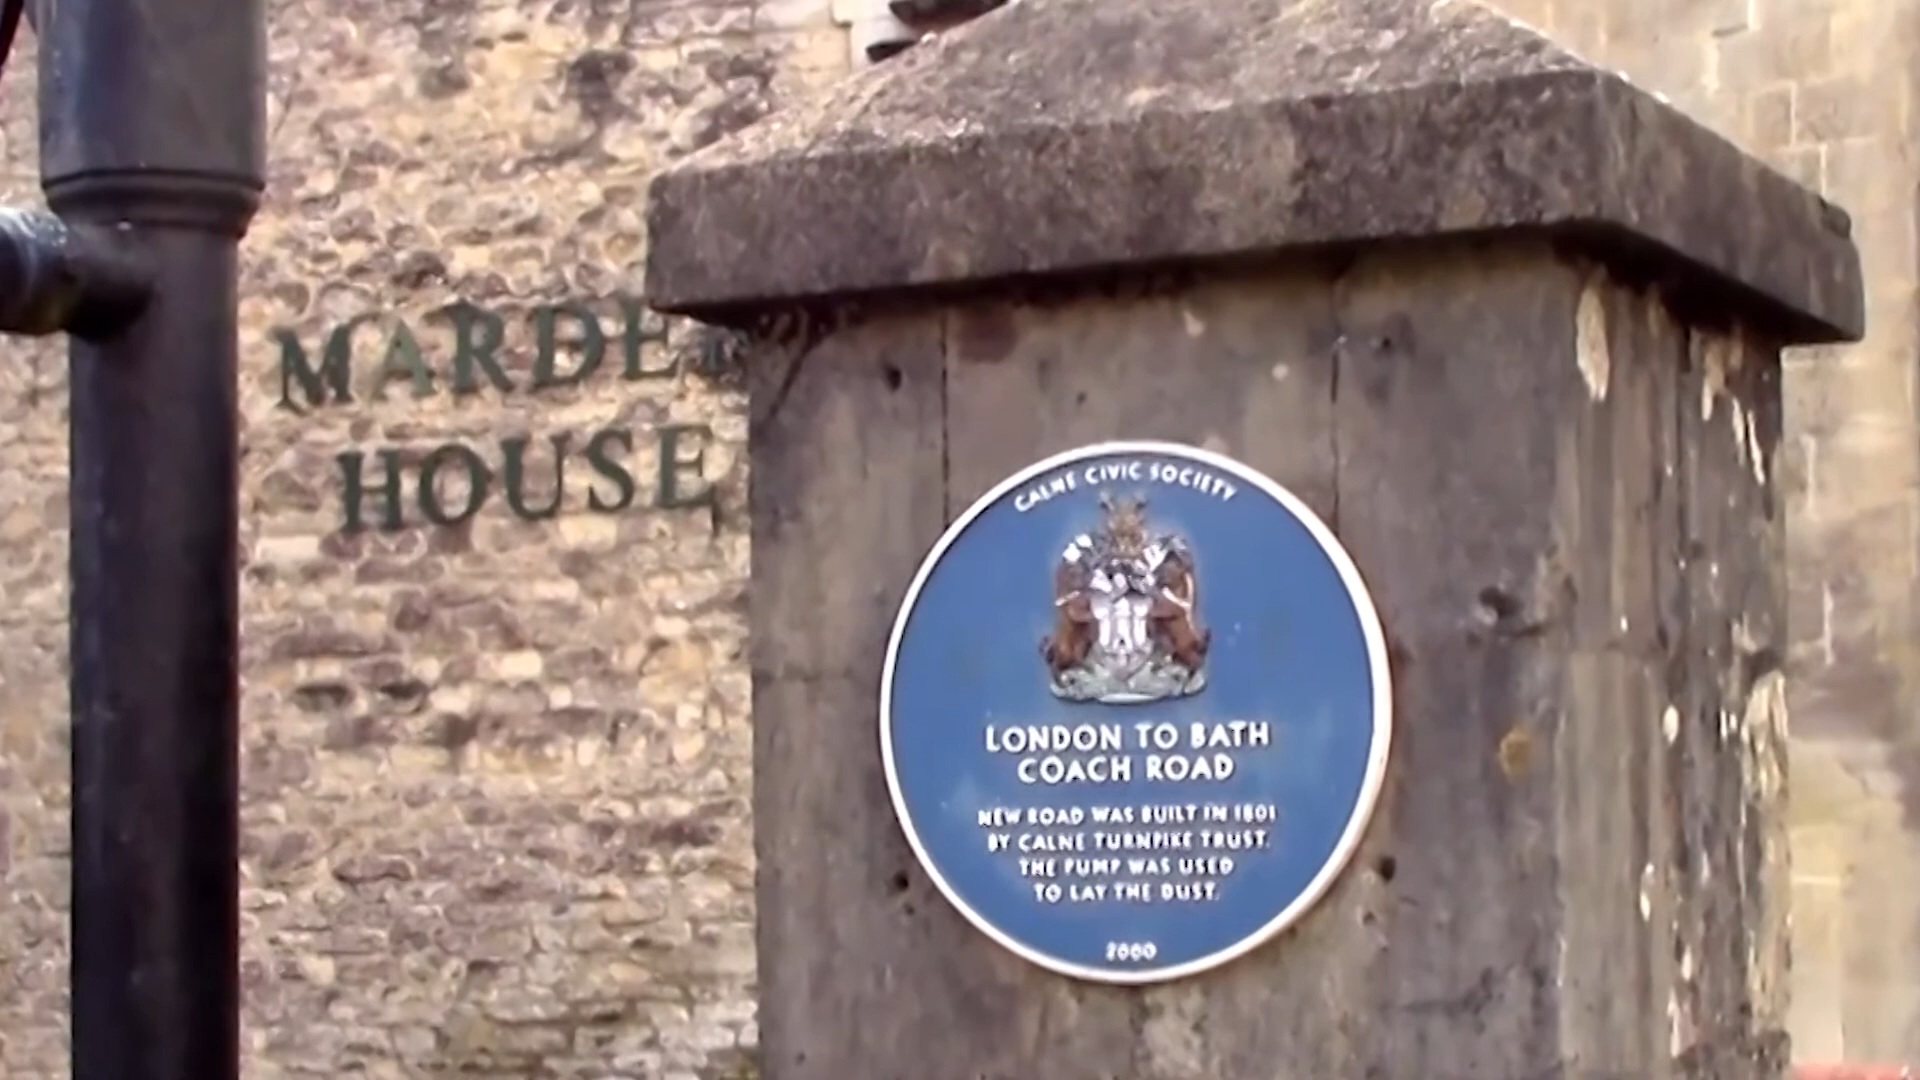 MARDE
HOUSE
CALNE CIVIC SOCIETY
LONDON TO BATH
COACH ROAD
NEW ROAD WAS BUILT IN 1801
BY CALNE TURNPIKE TRUST.
THE PUMP WAS USED
TO LAY THE DUST.
2000